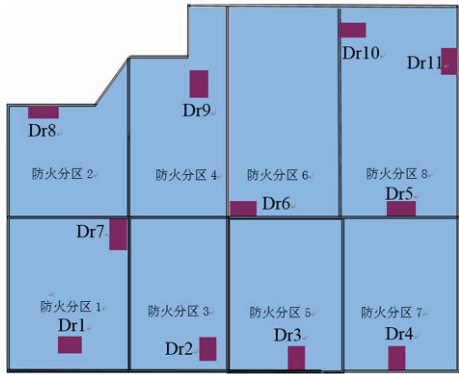 Dr10
Dr11
Dr8
Dr9
防火分区 2
防火分区 4
防火分区 6
防火分区 8
Dr6
Dr5
Dr7
防火分区 1
防火分区 3
防火分区 5
防火分区 7
Dr1
Dr2
Dr3
Dr4